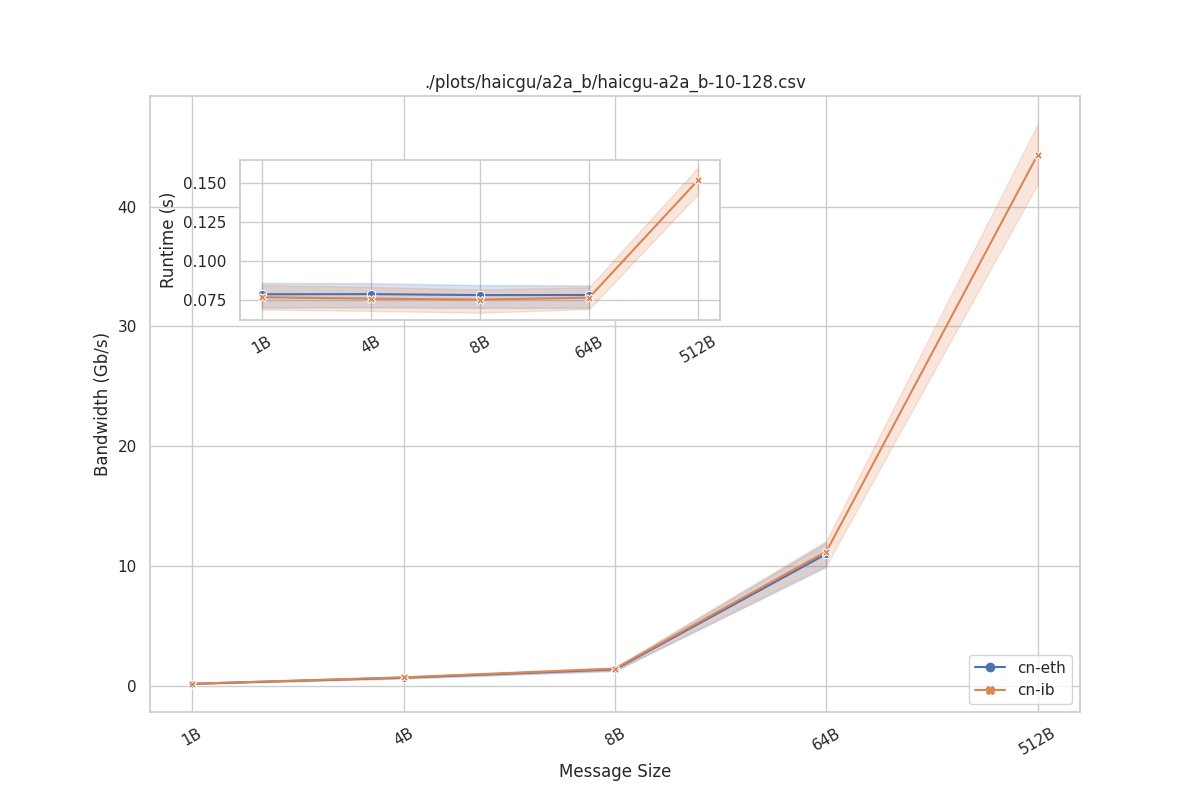 ./plots/haicgu/a2a_b/haicgu-a2a_b-10-128.csv
Bandwidth (Gb/s)
40
30
20
10
0
Runtime (s)
0.150
0.125
0.100
0.075
1B
4B
8B
64B
512B
cn-eth
cn-ib
1B
4B
8B
64B
512B
Message Size